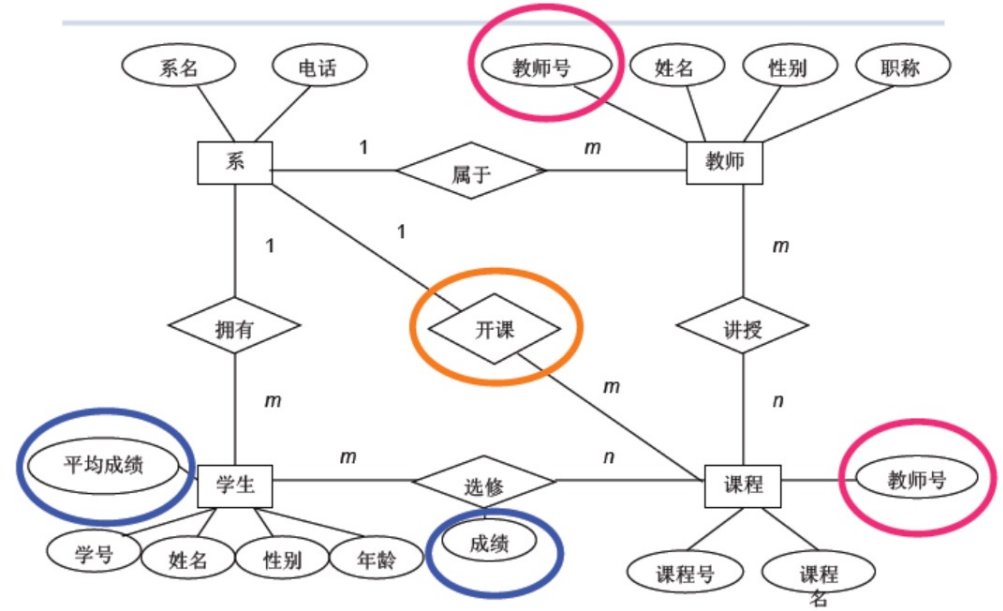 系名
电话
教师号
姓名
性别
职称
系
1
属于
m
教师
1
1
m
拥有
开课
讲授
m
m
n
平均成绩
学生
m
选修
n
课程
教师号
学号
姓名
性别
年龄
成绩
课程号
课程
名